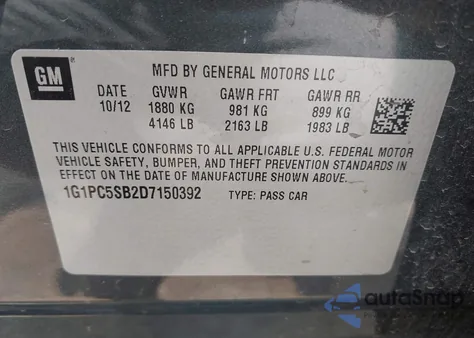 GM
MFD BY GENERAL MOTORS LLC
DATE GVWR GAWR FRT GAWR RR
10/12 1880 KG 981 KG 899 KG
4146 LB 2163 LB 1983 LB
THIS VEHICLE CONFORMS TO ALL APPLICABLE U.S. FEDERAL MOTOR
VEHICLE SAFETY, BUMPER, AND THEFT PREVENTION STANDARDS IN
EFFECT ON THE DATE OF MANUFACTURE SHOWN ABOVE.
1G1PC5SB2D7150392 TYPE: PASS CAR
autoSnap